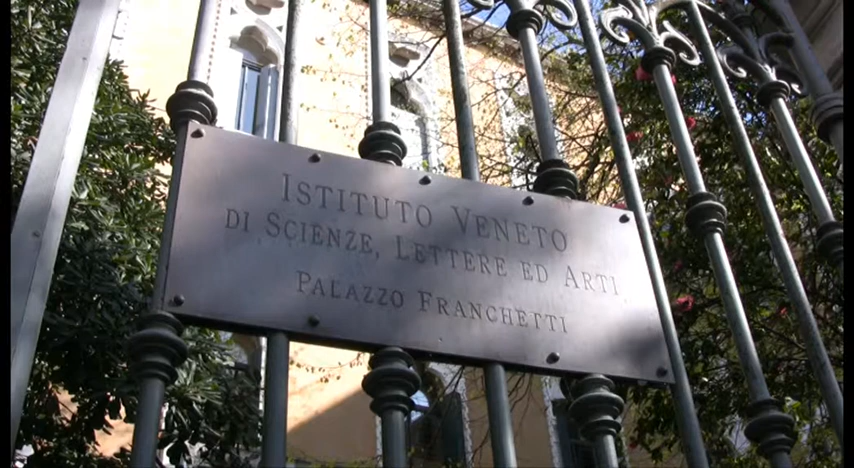 ISTITUTO VENETO
DI SCIENZE, LETTERE ED ARTI
PALAZZO FRANCHETTI